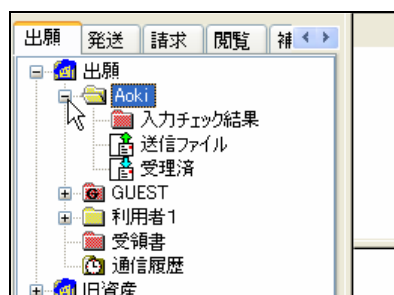 出願 発送 請求 閲覧 補
出願
Aoki
入力チェック結果
送信ファイル
受理済
GUEST
利用者1
受領書
通信履歴
旧資産